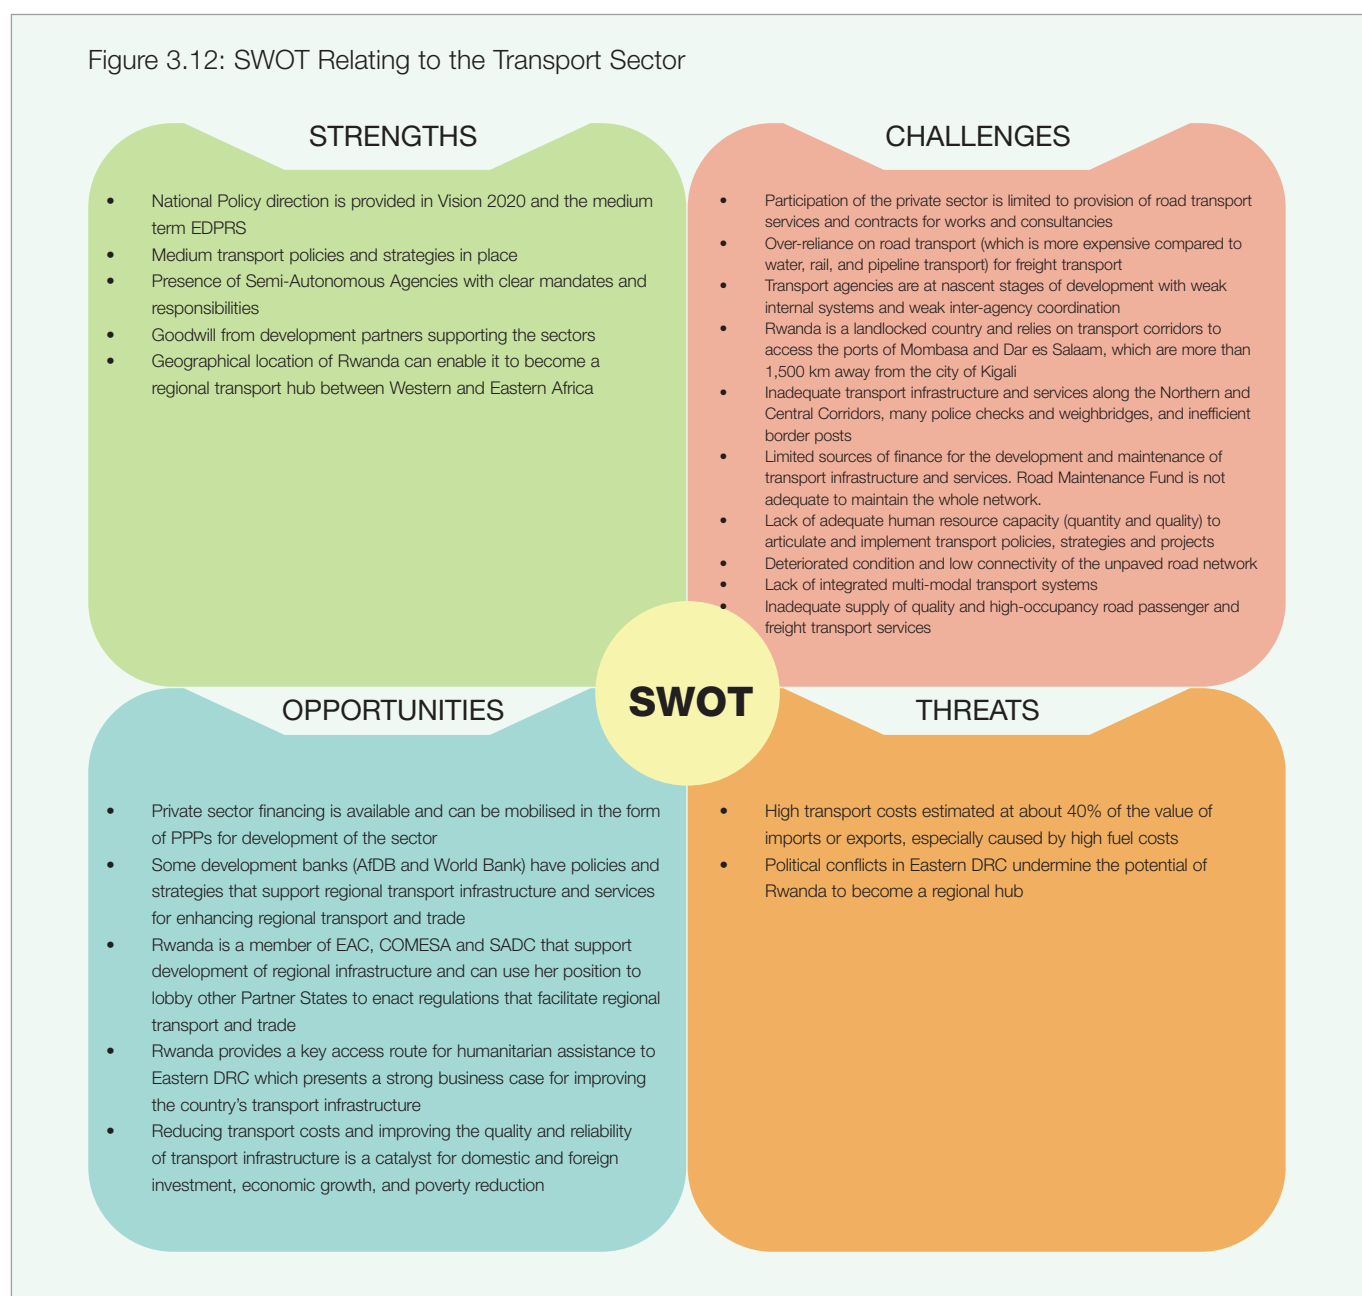 Figure 3.12: SWOT Relating to the Transport Sector
STRENGTHS
• National Policy direction is provided in Vision 2020 and the medium
term EDPRS
• Medium transport policies and strategies in place
• Presence of Semi-Autonomous Agencies with clear mandates and
responsibilities
• Goodwill from development partners supporting the sectors
• Geographical location of Rwanda can enable it to become a
regional transport hub between Western and Eastern Africa
CHALLENGES
• Participation of the private sector is limited to provision of road transport
services and contracts for works and consultancies
• Over-reliance on road transport (which is more expensive compared to
water, rail, and pipeline transport) for freight transport
• Transport agencies are at nascent stages of development with weak
internal systems and weak inter-agency coordination
• Rwanda is a landlocked country and relies on transport corridors to
access the ports of Mombasa and Dar es Salaam, which are more than
1,500 km away from the city of Kigali
• Inadequate transport infrastructure and services along the Northern and
Central Corridors, many police checks and weighbridges, and inefficient
border posts
• Limited sources of finance for the development and maintenance of
transport infrastructure and services. Road Maintenance Fund is not
adequate to maintain the whole network.
• Lack of adequate human resource capacity (quantity and quality) to
articulate and implement transport policies, strategies and projects
• Deteriorated condition and low connectivity of the unpaved road network
• Lack of integrated multi-modal transport systems
• Inadequate supply of quality and high-occupancy road passenger and
freight transport services
SWOT
OPPORTUNITIES
• Private sector financing is available and can be mobilised in the form
of PPPs for development of the sector
• Some development banks (AfDB and World Bank) have policies and
strategies that support regional transport infrastructure and services
for enhancing regional transport and trade
• Rwanda is a member of EAC, COMESA and SADC that support
development of regional infrastructure and can use her position to
lobby other Partner States to enact regulations that facilitate regional
transport and trade
• Rwanda provides a key access route for humanitarian assistance to
Eastern DRC which presents a strong business case for improving
the country's transport infrastructure
• Reducing transport costs and improving the quality and reliability
of transport infrastructure is a catalyst for domestic and foreign
investment, economic growth, and poverty reduction
THREATS
• High transport costs estimated at about 40% of the value of
imports or exports, especially caused by high fuel costs
• Political conflicts in Eastern DRC undermine the potential of
Rwanda to become a regional hub